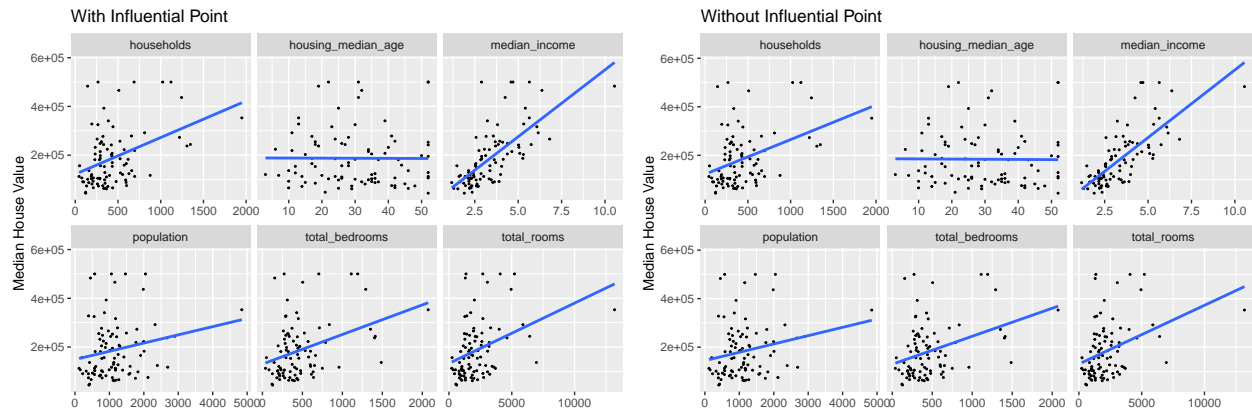 With Influential Point
households housing_median_age median_income
6e+05
4e+05
2e+05
0 500 1000 1500 2000 10 20 30 40 50 2.5 5.0 7.5 10.0
population total_bedrooms total_rooms
6e+05
4e+05
2e+05
0 1000 2000 3000 4000 5000 0 500 1000 1500 2000 0 5000 10000
Median House Value
Without Influential Point
households housing_median_age median_income
6e+05
4e+05
2e+05
0 500 1000 1500 2000 10 20 30 40 50 2.5 5.0 7.5 10.0
population total_bedrooms total_rooms
6e+05
4e+05
2e+05
0 1000 2000 3000 4000 5000 0 500 1000 1500 2000 0 5000 10000
Median House Value